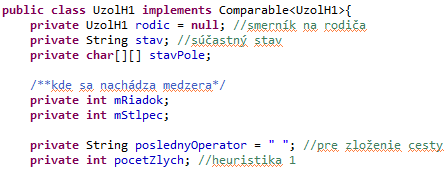 public class UzolH1 implements Comparable<UzolH1>{
private UzolH1 rodic = null; //smerník na rodiča
private String stav; //súčastný stav
private char[][] stavPole;
/**kde sa nachádza medzera*/
private int mRiadok;
private int mStlpec;
private String poslednyOperator = " "; //pre zloženie cesty
private int pocetZlych; //heuristika 1